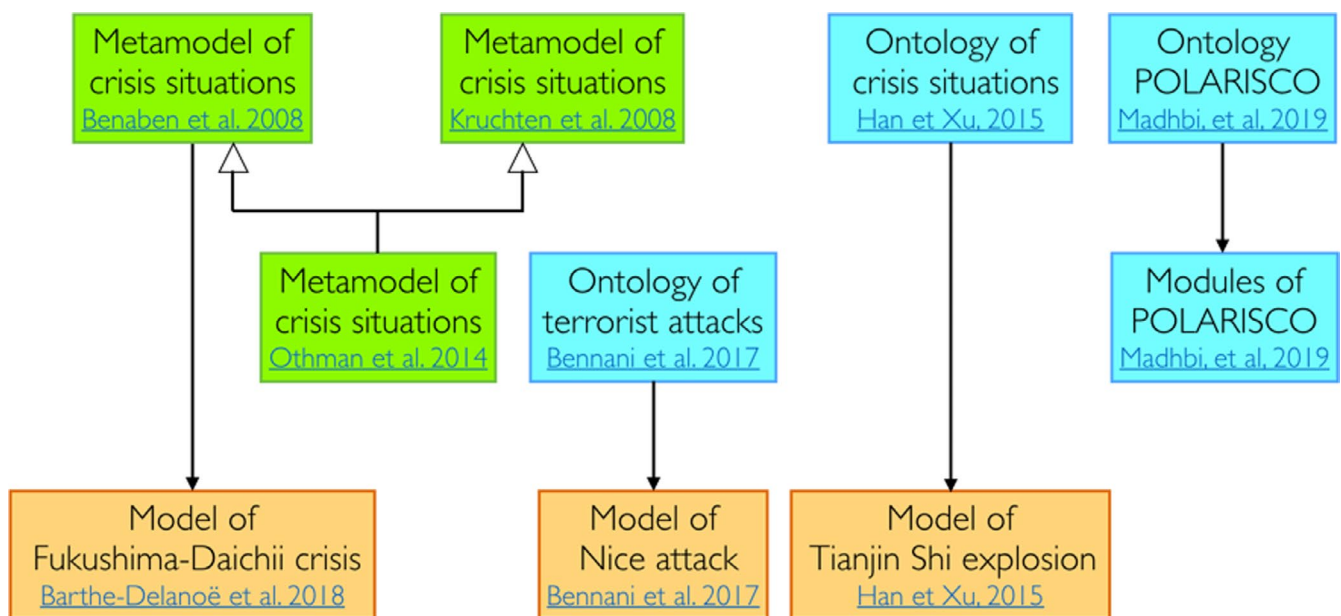 Metamodel of
crisis situations
Benaben et al. 2008
Metamodel of
crisis situations
Kruchten et al. 2008
Ontology of
crisis situations
Han et Xu, 2015
Ontology
POLARISCO
Madhbi, et al, 2019
Metamodel of
crisis situations
Othman et al. 2014
Ontology of
terrorist attacks
Bennani et al. 2017
Modules of
POLARISCO
Madhbi, et al, 2019
Model of
Fukushima-Daichii crisis
Barthe-Delanoë et al. 2018
Model of
Nice attack
Bennani et al. 2017
Model of
Tianjin Shi explosion
Han et Xu, 2015